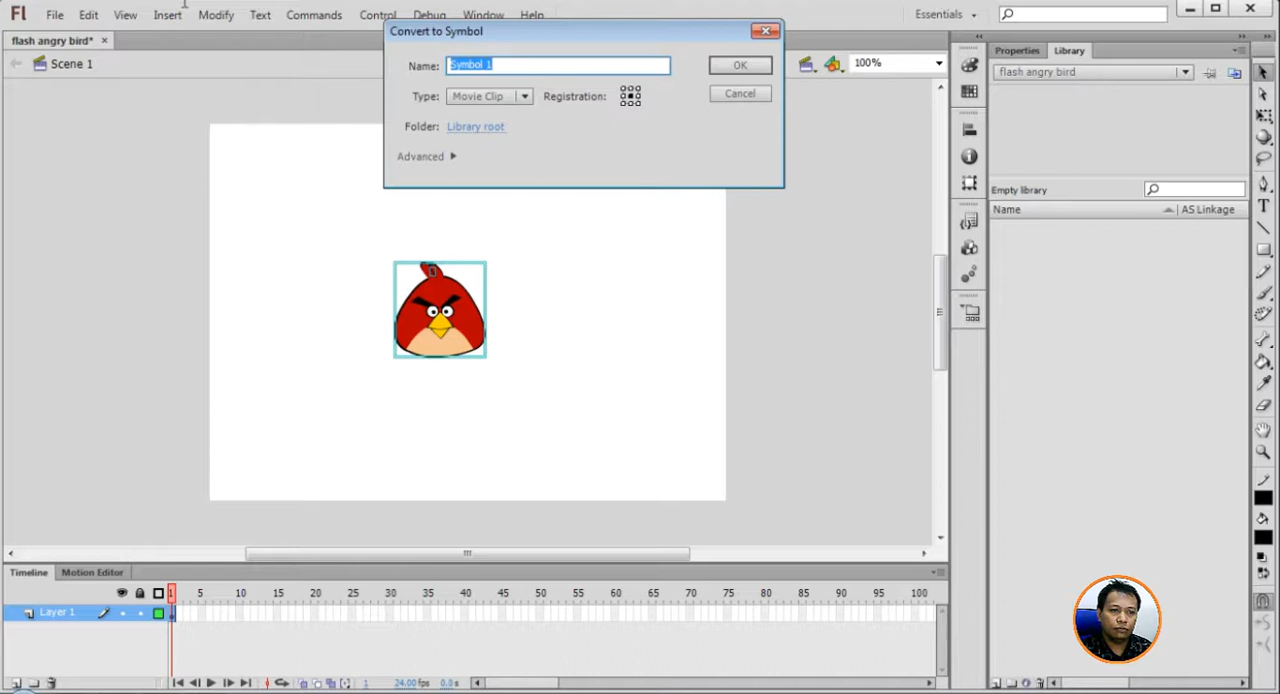 Fl File Edit View Insert Modify Text Commands Control Debug Window Help Essentials
flash angry bird* ×
Scene 1
100%
Convert to Symbol
Name: Symbol 1
OK
Type: Movie Clip Registration:
Cancel
Folder: Library root
Advanced
Properties Library
flash angry bird
Empty library
Name AS Linkage
Timeline Motion Editor
1 5 10 15 20 25 30 35 40 45 50 55 60 65 70 75 80 85 90 95 100
Layer 1
1 24.00 fps 0.0 s